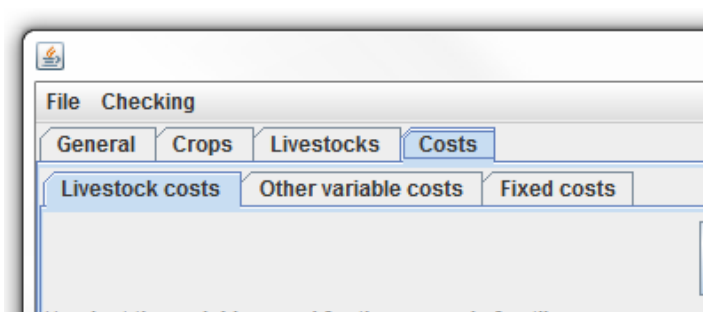 File Checking
General Crops Livestocks Costs
Livestock costs Other variable costs Fixed costs